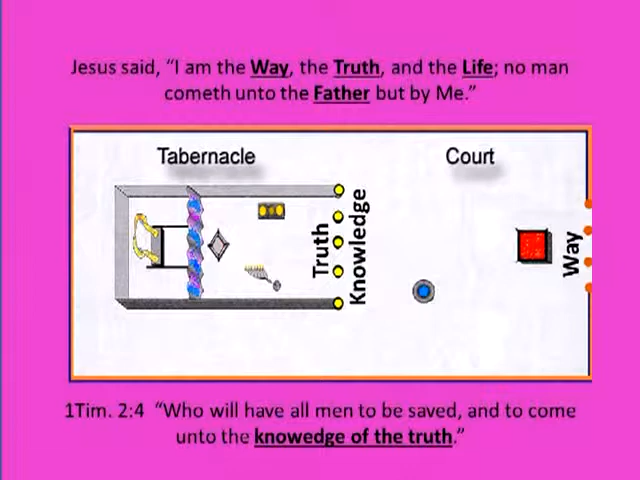 Jesus said, “I am the Way, the Truth, and the Life; no man
cometh unto the Father but by Me.”
Tabernacle
Court
Truth
Knowledge
Way
1Tim. 2:4 “Who will have all men to be saved, and to come
unto the knowedge of the truth.”